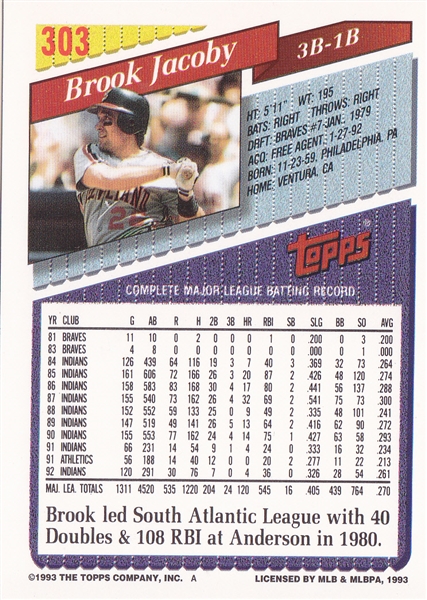 303
Brook Jacoby
3B-1B
HT: 5'11" WT: 195
BATS: RIGHT THROWS: RIGHT
DRFT: BRAVES #7-JAN., 1979
ACQ: FREE AGENT, 1-27-92
BORN: 11-23-59, PHILADELPHIA, PA
HOME: VENTURA, CA
TOPPS®
COMPLETE MAJOR LEAGUE BATTING RECORD
YR CLUB G AB R H 2B 3B HR RBI SB SLG BB SO AVG
81 BRAVES 11 10 0 2 0 0 0 1 0 .200 0 3 .200
83 BRAVES 4 8 0 0 0 0 0 0 0 .000 0 1 .000
84 INDIANS 126 439 64 116 19 3 7 40 3 .369 32 73 .264
85 INDIANS 161 606 72 166 26 3 20 87 2 .426 48 120 .274
86 INDIANS 158 583 83 168 30 4 17 80 2 .441 56 137 .288
87 INDIANS 155 540 73 162 26 4 32 69 2 .541 75 73 .300
88 INDIANS 152 552 59 133 25 0 9 49 2 .335 48 101 .241
89 INDIANS 147 519 49 141 26 5 13 64 2 .416 62 90 .272
90 INDIANS 155 553 77 162 24 4 14 75 1 .427 63 58 .293
91 INDIANS 66 231 14 54 9 1 4 24 0 .333 16 32 .234
91 ATHLETICS 56 188 14 40 12 0 0 20 2 .277 11 22 .213
92 INDIANS 120 291 30 76 7 0 4 36 0 .326 28 54 .261
MAJ. LEA. TOTALS 1311 4520 535 1220 204 24 120 545 16 .405 439 764 .270
Brook led South Atlantic League with 40
Doubles & 108 RBI at Anderson in 1980.
©1993 THE TOPPS COMPANY, INC. A LICENSED BY MLB & MLBPA, 1993